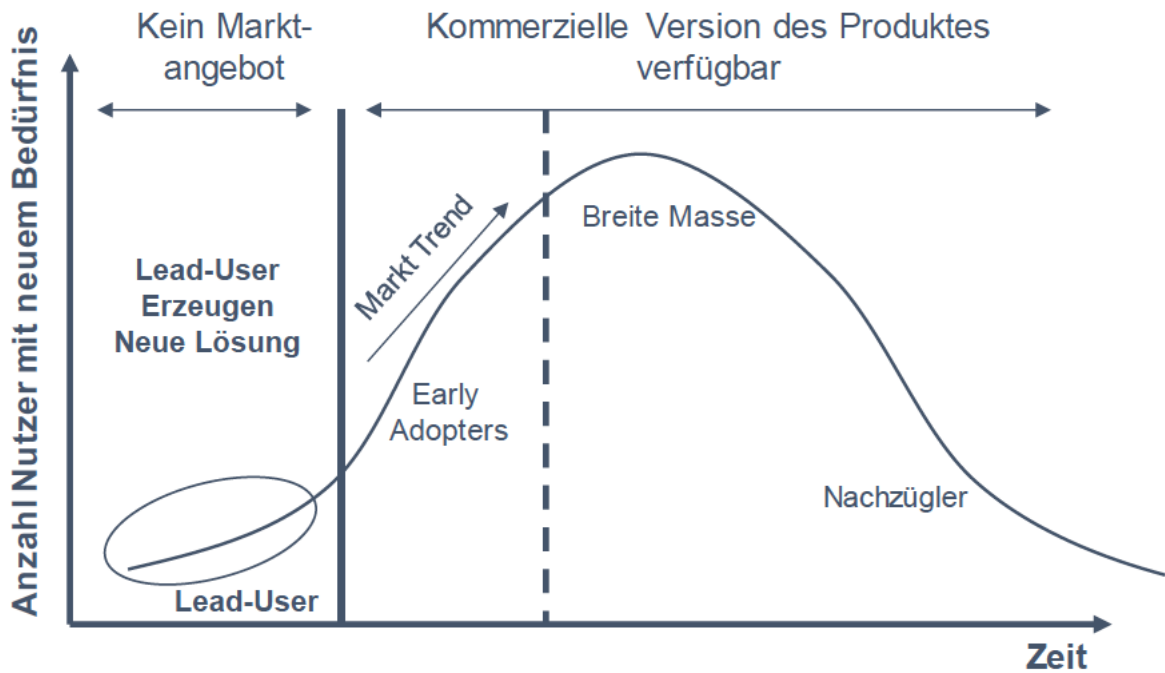 Anzahl Nutzer mit neuem Bedürfnis
Kein Markt-
angebot
Kommerzielle Version des Produktes
verfügbar
Lead-User
Erzeugen
Neue Lösung
Markt Trend
Breite Masse
Early
Adopters
Nachzügler
Lead-User
Zeit